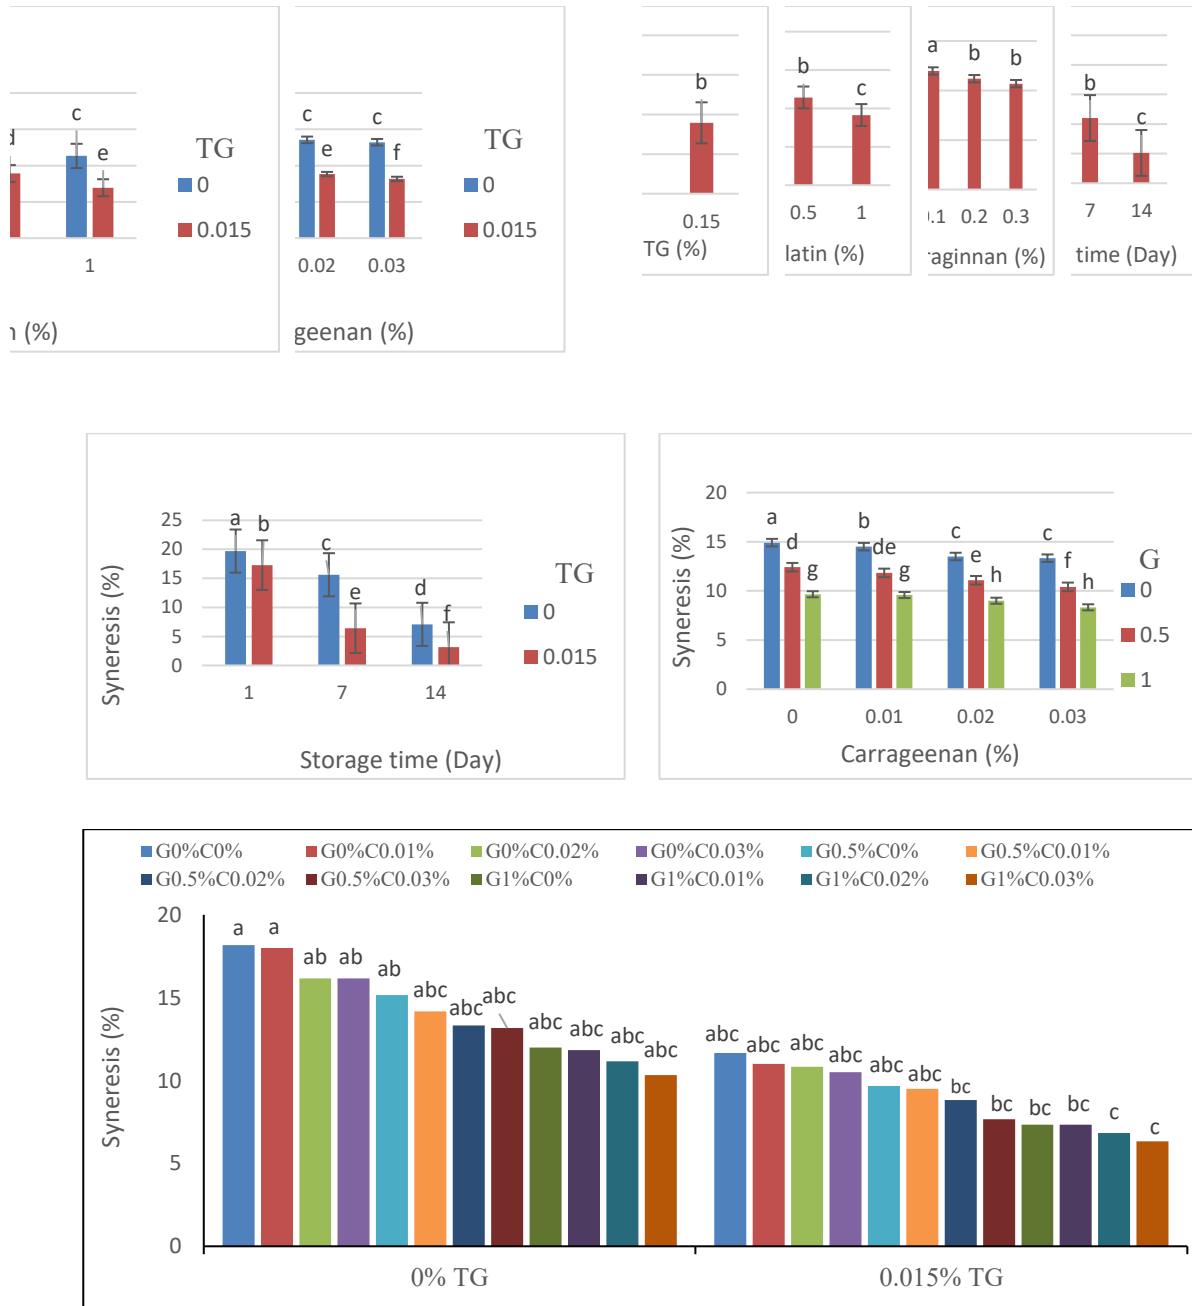 d
c
e
TG
0
0.015
1
n (%)
c
c
e
f
TG
0
0.015
0.02
0.03
geenan (%)
b
0.15
TG (%)
b
c
0.5
1
latin (%)
a
b
b
0.1
0.2
0.3
raginnan (%)
b
c
7
14
time (Day)
Syneresis (%)
25
20
15
10
5
0
a
b
c
e
d
f
1
7
14
Storage time (Day)
TG
0
0.015
Syneresis (%)
20
15
10
5
0
a
d
g
b
de
g
c
e
h
c
f
h
0
0.01
0.02
0.03
Carrageenan (%)
G
0
0.5
1
G0%C0% G0%C0.01% G0%C0.02% G0%C0.03% G0.5%C0% G0.5%C0.01%
G0.5%C0.02% G0.5%C0.03% G1%C0% G1%C0.01% G1%C0.02% G1%C0.03%
Syneresis (%)
20
15
10
5
0
a a ab ab ab abc abc abc abc abc abc abc
abc abc abc abc abc abc bc bc bc bc c c
0% TG
0.015% TG